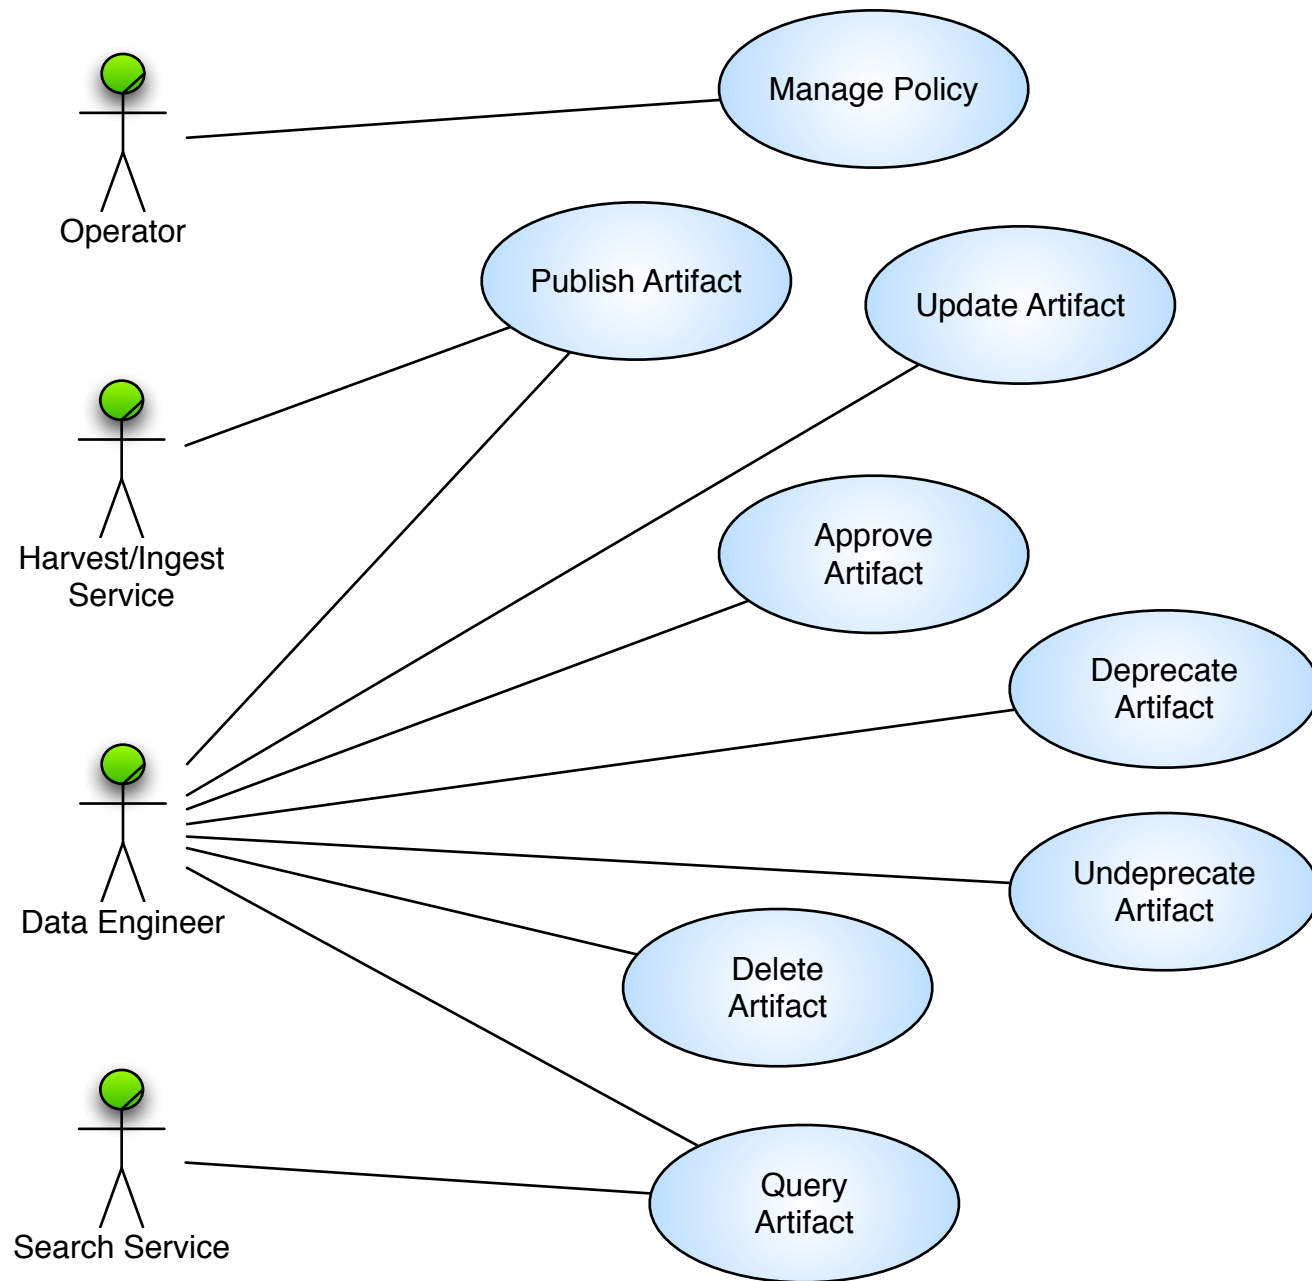 Manage Policy
Operator
Publish Artifact
Update Artifact
Harvest/Ingest
Service
Approve
Artifact
Deprecate
Artifact
Data Engineer
Undeprecate
Artifact
Delete
Artifact
Search Service
Query
Artifact